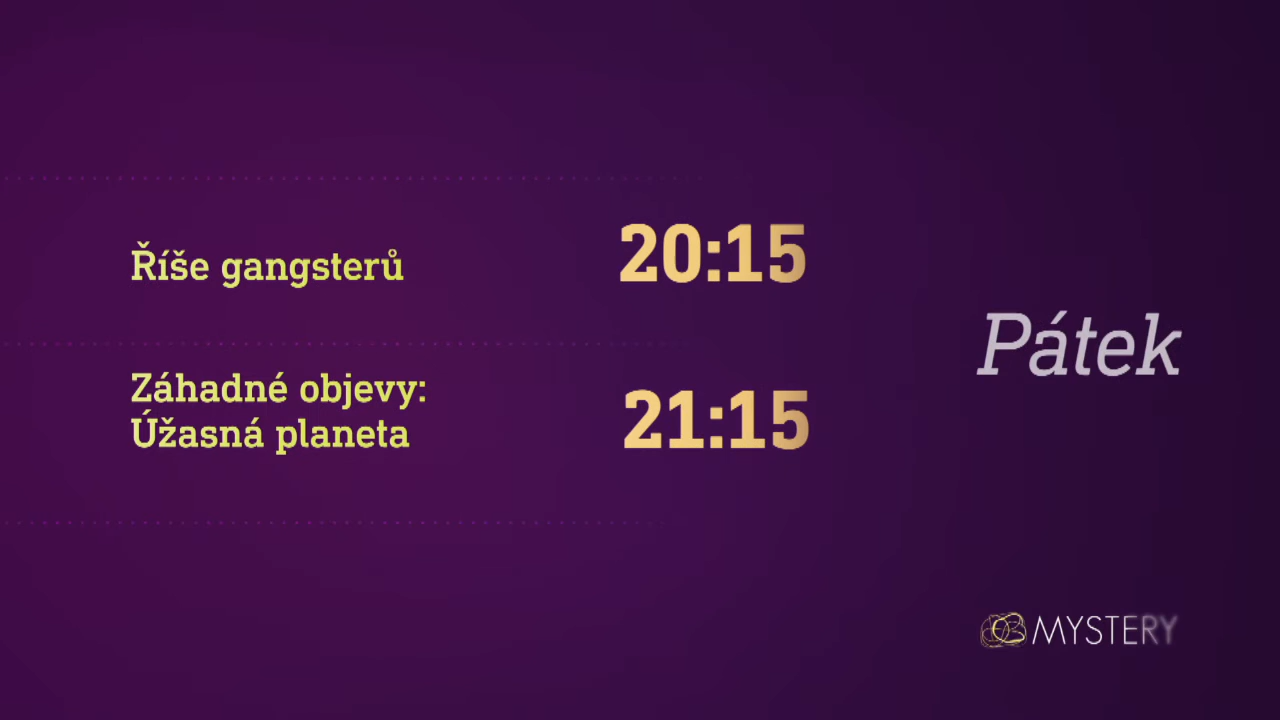 Říše gangsterů
20:15
Záhadné objevy:
Úžasná planeta
21:15
Pátek
MYSTERY